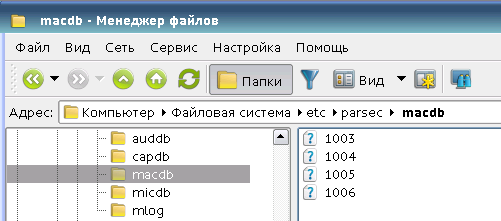 macdb - Менеджер файлов
Файл Вид Сеть Сервис Настройка Помощь
Папки Вид
Адрес: Компьютер Файловая система etc parsec macdb
auddb
capdb
macdb
micdb
mlog
1003
1004
1005
1006